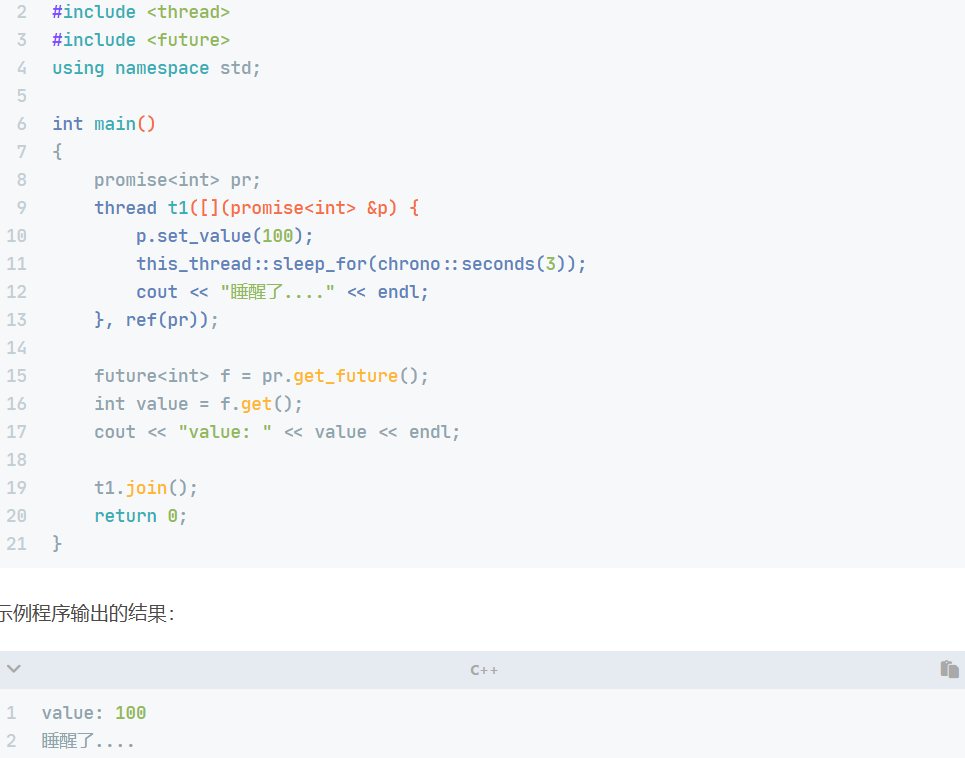 2 #include <thread>
3 #include <future>
4 using namespace std;
5
6 int main()
7 {
8     promise<int> pr;
9     thread t1([](promise<int> &p) {
10         p.set_value(100);
11         this_thread::sleep_for(chrono::seconds(3));
12         cout << "睡醒了...." << endl;
13     }, ref(pr));
14
15     future<int> f = pr.get_future();
16     int value = f.get();
17     cout << "value: " << value << endl;
18
19     t1.join();
20     return 0;
21 }
示例程序输出的结果：
C++
1 value: 100
2 睡醒了....